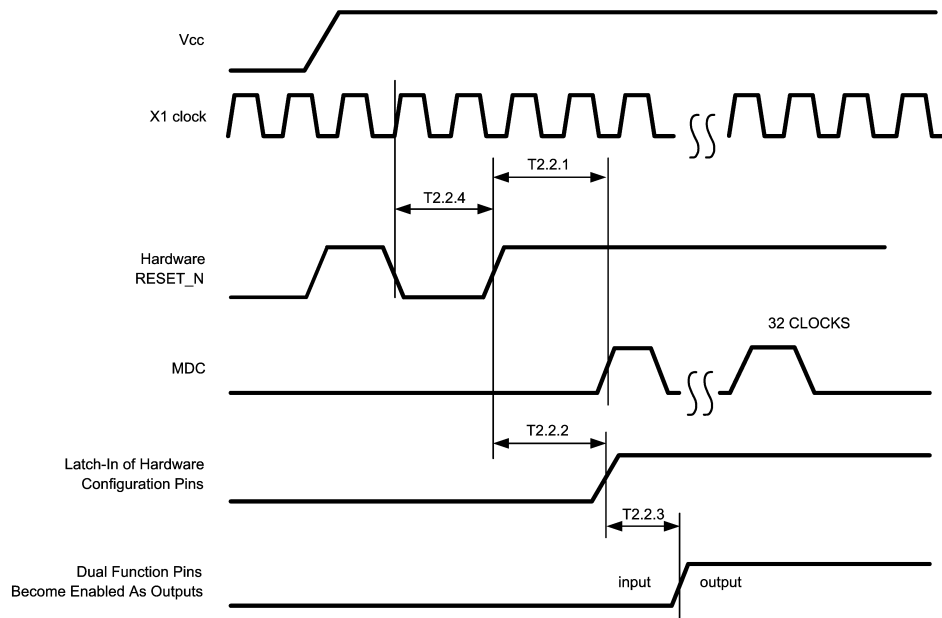 Vcc
X1 clock
T2.2.1
T2.2.4
Hardware
RESET_N
32 CLOCKS
MDC
T2.2.2
Latch-In of Hardware
Configuration Pins
T2.2.3
Dual Function Pins
Become Enabled As Outputs
input
output